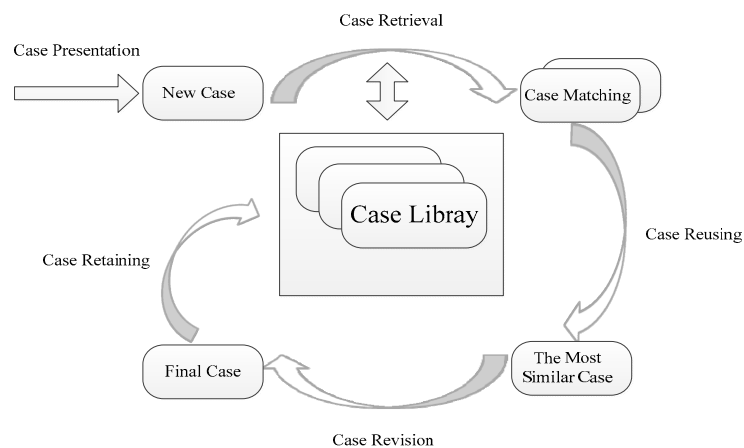 Case Retrieval
Case Presentation
New Case
Case Matching
Case Libray
Case Reusing
Case Retaining
Final Case
The Most
Similar Case
Case Revision